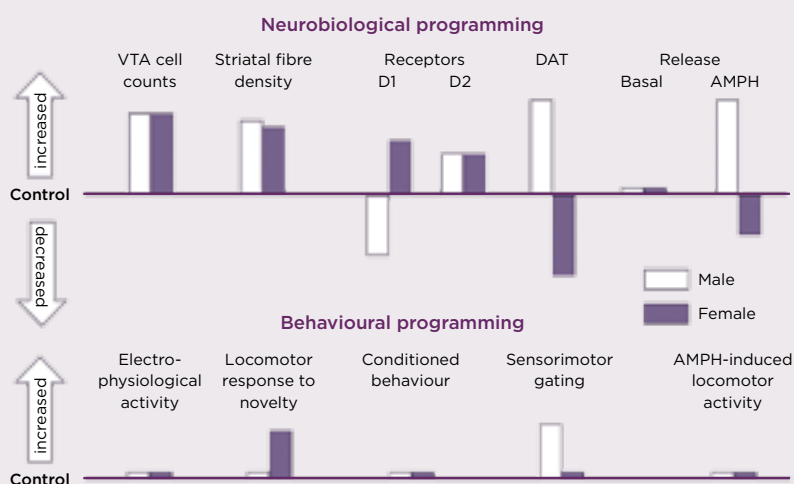 Neurobiological programming
VTA cell
counts
Striatal fibre
density
Receptors
D1 D2
DAT
Release
Basal AMPH
increased
Control
decreased
Male
Female
Behavioural programming
Electro-
physiological
activity
Locomotor
response to
novelty
Conditioned
behaviour
Sensorimotor
gating
AMPH-induced
locomotor
activity
increased
Control